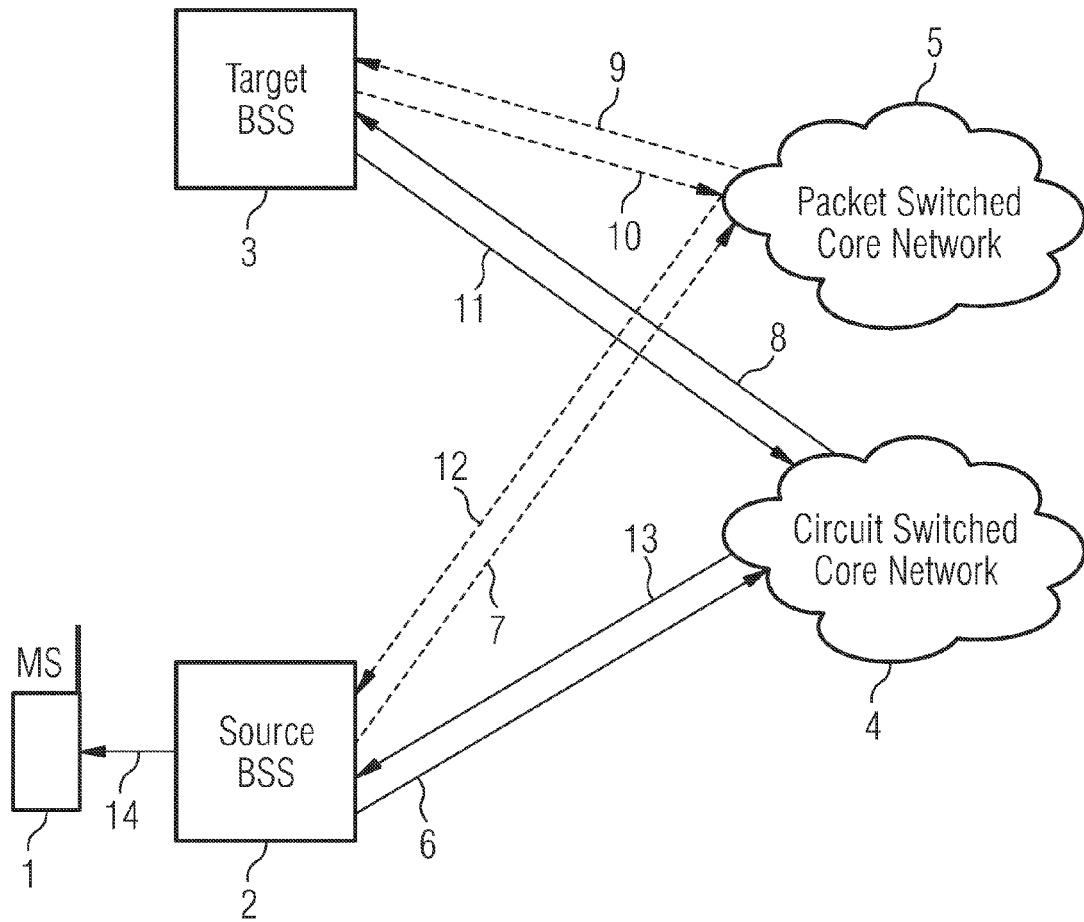 Target
BSS
3
9
10
11
5
Packet Switched
Core Network
8
12
7
13
Circuit Switched
Core Network
4
MS
1
14
Source
BSS
2
6